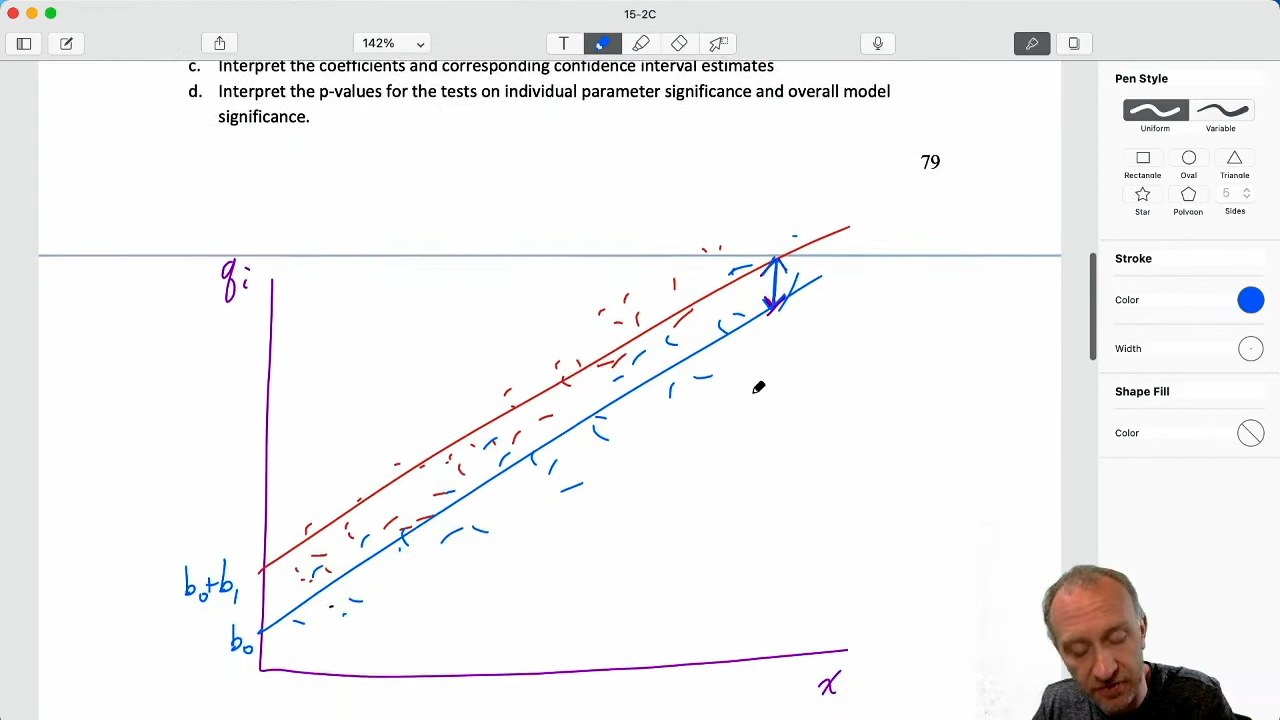 15-2C
142%
T
c. Interpret the coefficients and corresponding confidence interval estimates
d. Interpret the p-values for the tests on individual parameter significance and overall model
significance.
79
qi
b₀+b₁
b₀
x
Pen Style
Uniform
Variable
Rectangle
Oval
Triangle
Star
Polygon
5
Sides
Stroke
Color
Width
Shape Fill
Color